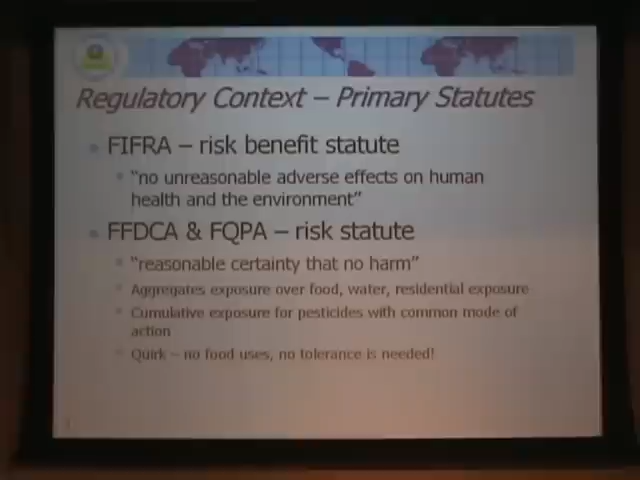 Regulatory Context – Primary Statutes
FIFRA – risk benefit statute
"no unreasonable adverse effects on human
health and the environment"
FFDCA & FQPA – risk statute
"reasonable certainty that no harm"
Aggregates exposure over food, water, residential exposure
Cumulative exposure for pesticides with common mode of
action
Quirk – no food uses, no tolerance is needed!